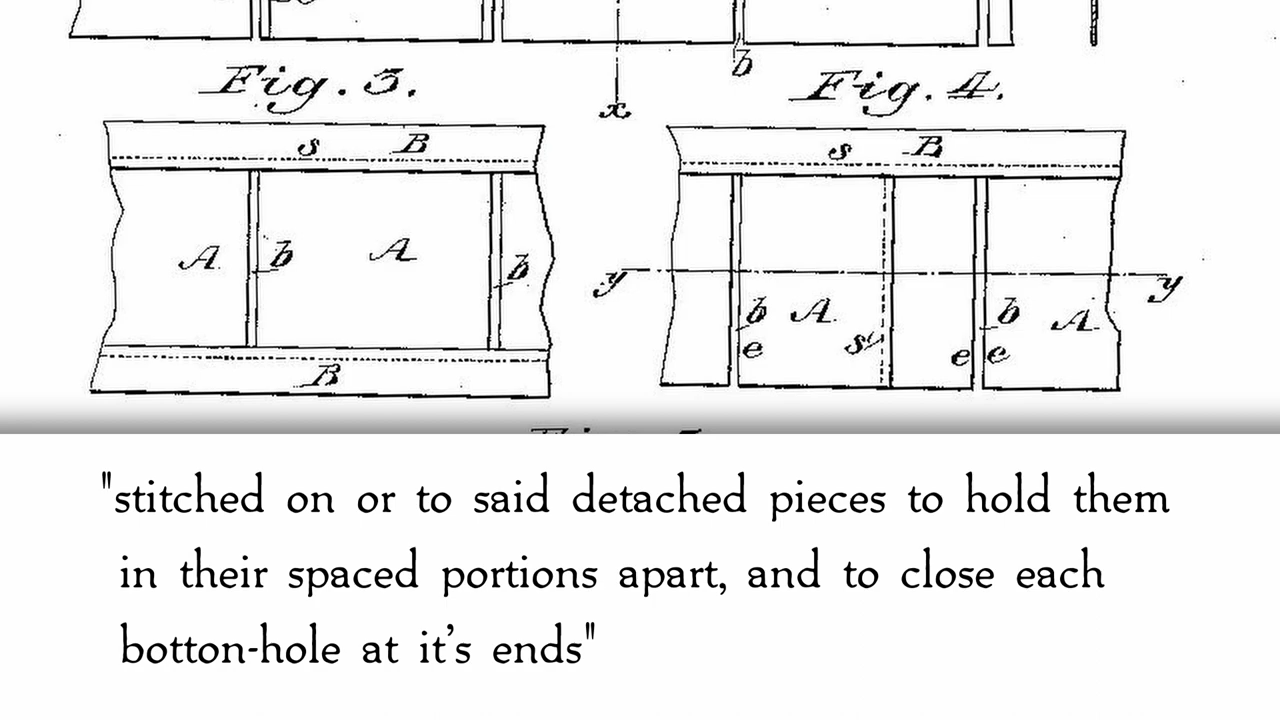 b
Fig. 3.
x
Fig. 4.
s B
s B
A b A b
y y
b A b A
e s' e e
B
"stitched on or to said detached pieces to hold them
in their spaced portions apart, and to close each
botton-hole at it's ends"